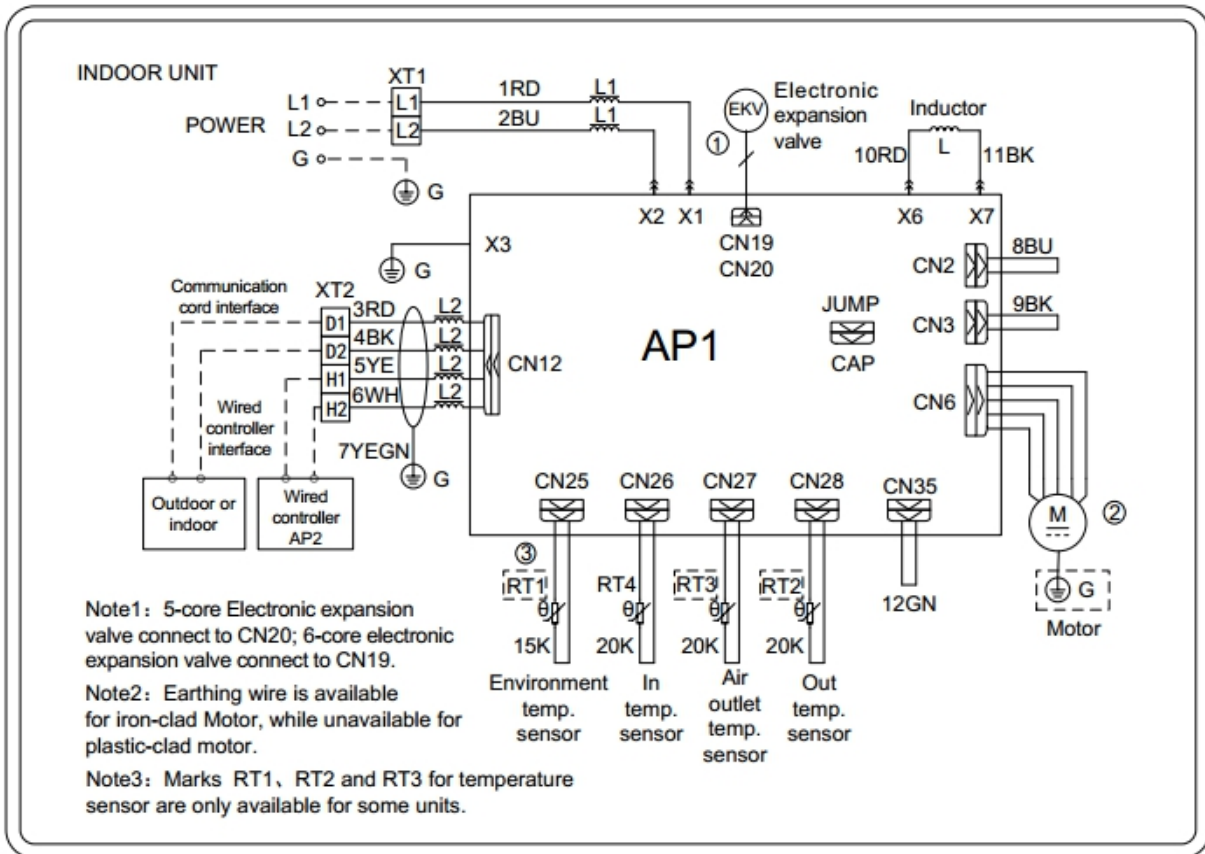 INDOOR UNIT
POWER
L1
L2
G
XT1
L1
L2
1RD
2BU
L1
L1
G
EKV
Electronic
expansion
valve
①
Inductor
L
10RD
11BK
X2
X1
CN19
CN20
X6
X7
X3
G
CN2
8BU
CN3
9BK
JUMP
CAP
AP1
CN6
Communication
cord interface
XT2
D1
D2
H1
H2
3RD
4BK
5YE
6WH
L2
L2
L2
L2
CN12
Wired
controller
interface
7YEGN
G
Outdoor or
indoor
Wired
controller
AP2
CN25
CN26
CN27
CN28
CN35
M
②
G
Motor
③
RT1
RT4
RT3
RT2
θ
θ
θ
θ
15K
20K
20K
20K
12GN
Environment
temp.
sensor
In
temp.
sensor
Air
outlet
temp.
sensor
Out
temp.
sensor
Note1：5-core Electronic expansion
valve connect to CN20; 6-core electronic
expansion valve connect to CN19.
Note2：Earthing wire is available
for iron-clad Motor, while unavailable for
plastic-clad motor.
Note3：Marks RT1、RT2 and RT3 for temperature
sensor are only available for some units.